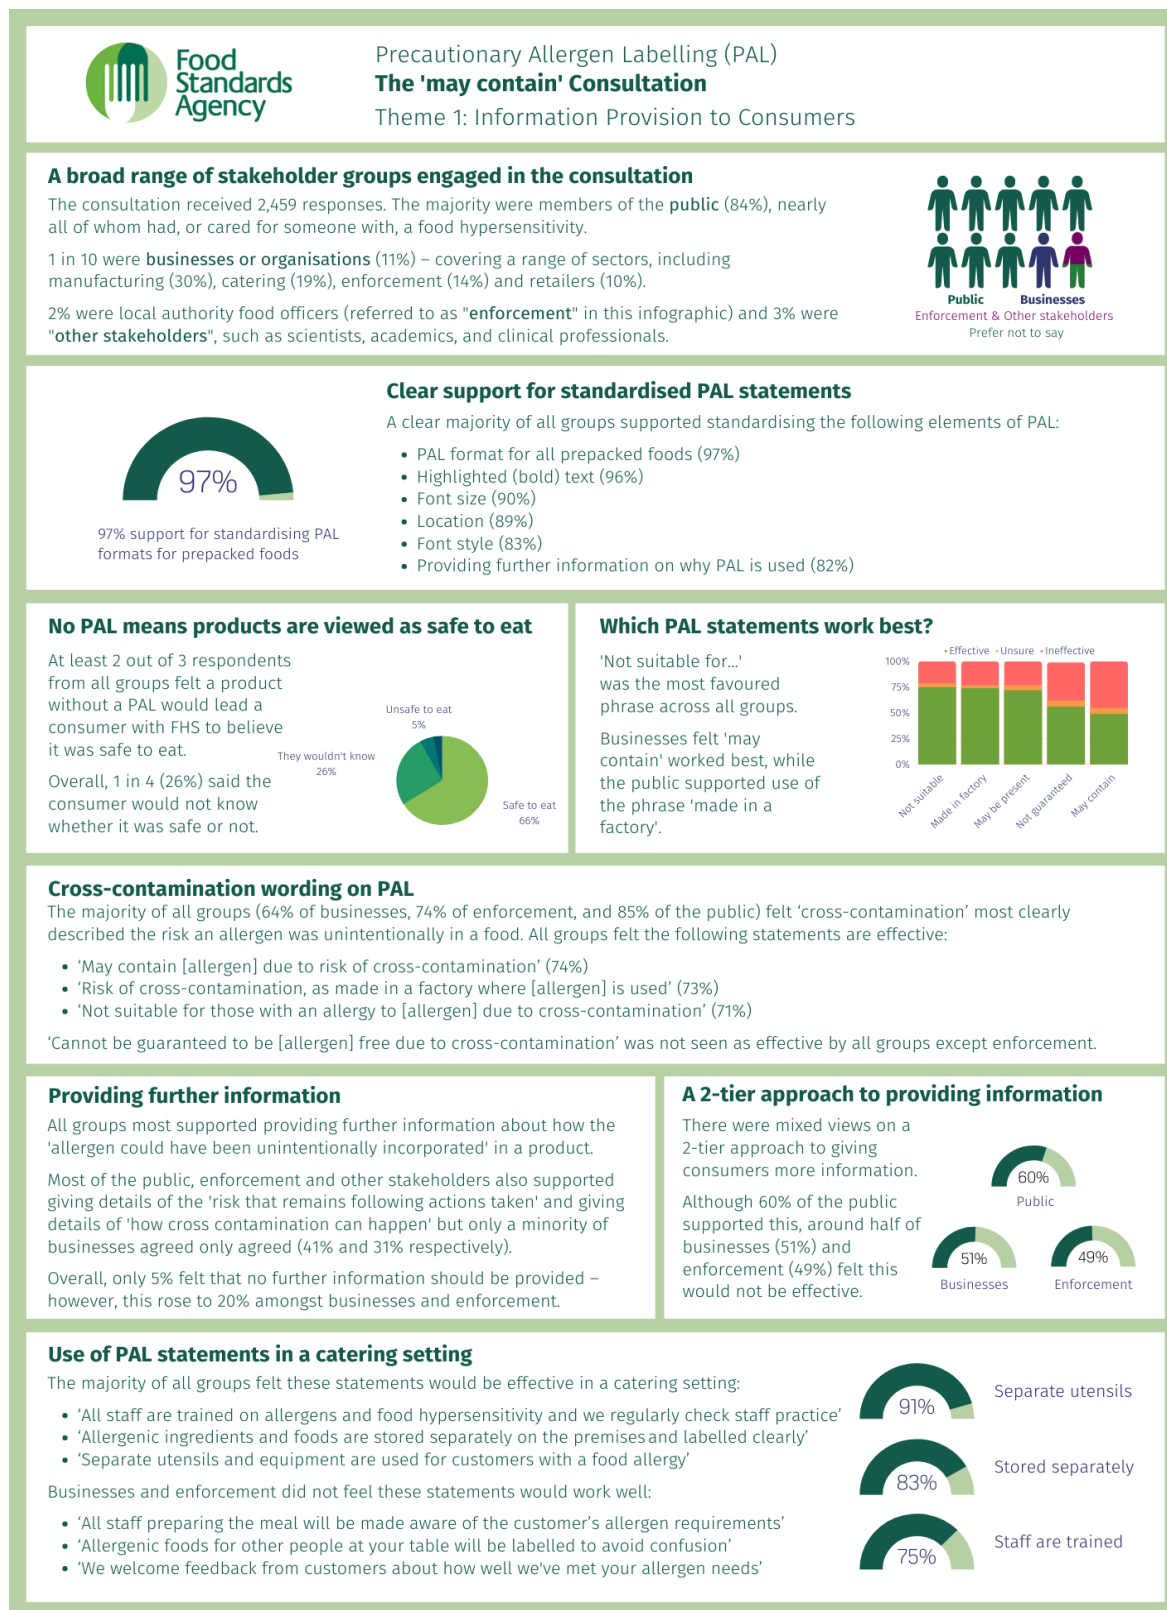 Food
Standards
Agency
Precautionary Allergen Labelling (PAL)
The 'may contain' Consultation
Theme 1: Information Provision to Consumers
A broad range of stakeholder groups engaged in the consultation
The consultation received 2,459 responses. The majority were members of the public (84%), nearly
all of whom had, or cared for someone with, a food hypersensitivity.
1 in 10 were businesses or organisations (11%) – covering a range of sectors, including
manufacturing (30%), catering (19%), enforcement (14%) and retailers (10%).
2% were local authority food officers (referred to as "enforcement" in this infographic) and 3% were
"other stakeholders", such as scientists, academics, and clinical professionals.
Public Businesses
Enforcement & Other stakeholders
Prefer not to say
97%
97% support for standardising PAL
formats for prepacked foods
Clear support for standardised PAL statements
A clear majority of all groups supported standardising the following elements of PAL:
• PAL format for all prepacked foods (97%)
• Highlighted (bold) text (96%)
• Font size (90%)
• Location (89%)
• Font style (83%)
• Providing further information on why PAL is used (82%)
No PAL means products are viewed as safe to eat
At least 2 out of 3 respondents
from all groups felt a product
without a PAL would lead a
consumer with FHS to believe
it was safe to eat.
Overall, 1 in 4 (26%) said the
consumer would not know
whether it was safe or not.
Unsafe to eat
5%
They wouldn't know
26%
Safe to eat
66%
Which PAL statements work best?
'Not suitable for...'
was the most favoured
phrase across all groups.
Businesses felt 'may
contain' worked best, while
the public supported use of
the phrase 'made in a
factory'.
Effective Unsure Ineffective
100%
75%
50%
25%
0%
Not suitable
Made in factory
May be present
Not guaranteed
May contain
Cross-contamination wording on PAL
The majority of all groups (64% of businesses, 74% of enforcement, and 85% of the public) felt ‘cross-contamination’ most clearly
described the risk an allergen was unintentionally in a food. All groups felt the following statements are effective:
• ‘May contain [allergen] due to risk of cross-contamination’ (74%)
• ‘Risk of cross-contamination, as made in a factory where [allergen] is used’ (73%)
• ‘Not suitable for those with an allergy to [allergen] due to cross-contamination’ (71%)
‘Cannot be guaranteed to be [allergen] free due to cross-contamination’ was not seen as effective by all groups except enforcement.
Providing further information
All groups most supported providing further information about how the
'allergen could have been unintentionally incorporated' in a product.
Most of the public, enforcement and other stakeholders also supported
giving details of the 'risk that remains following actions taken' and giving
details of 'how cross contamination can happen' but only a minority of
businesses agreed only agreed (41% and 31% respectively).
Overall, only 5% felt that no further information should be provided –
however, this rose to 20% amongst businesses and enforcement.
A 2-tier approach to providing information
There were mixed views on a
2-tier approach to giving
consumers more information.
Although 60% of the public
supported this, around half of
businesses (51%) and
enforcement (49%) felt this
would not be effective.
60%
Public
51%
Businesses
49%
Enforcement
Use of PAL statements in a catering setting
The majority of all groups felt these statements would be effective in a catering setting:
• ‘All staff are trained on allergens and food hypersensitivity and we regularly check staff practice’
• ‘Allergenic ingredients and foods are stored separately on the premises and labelled clearly’
• ‘Separate utensils and equipment are used for customers with a food allergy’
Businesses and enforcement did not feel these statements would work well:
• ‘All staff preparing the meal will be made aware of the customer’s allergen requirements’
• ‘Allergenic foods for other people at your table will be labelled to avoid confusion’
• ‘We welcome feedback from customers about how well we've met your allergen needs’
91%
Separate utensils
83%
Stored separately
75%
Staff are trained